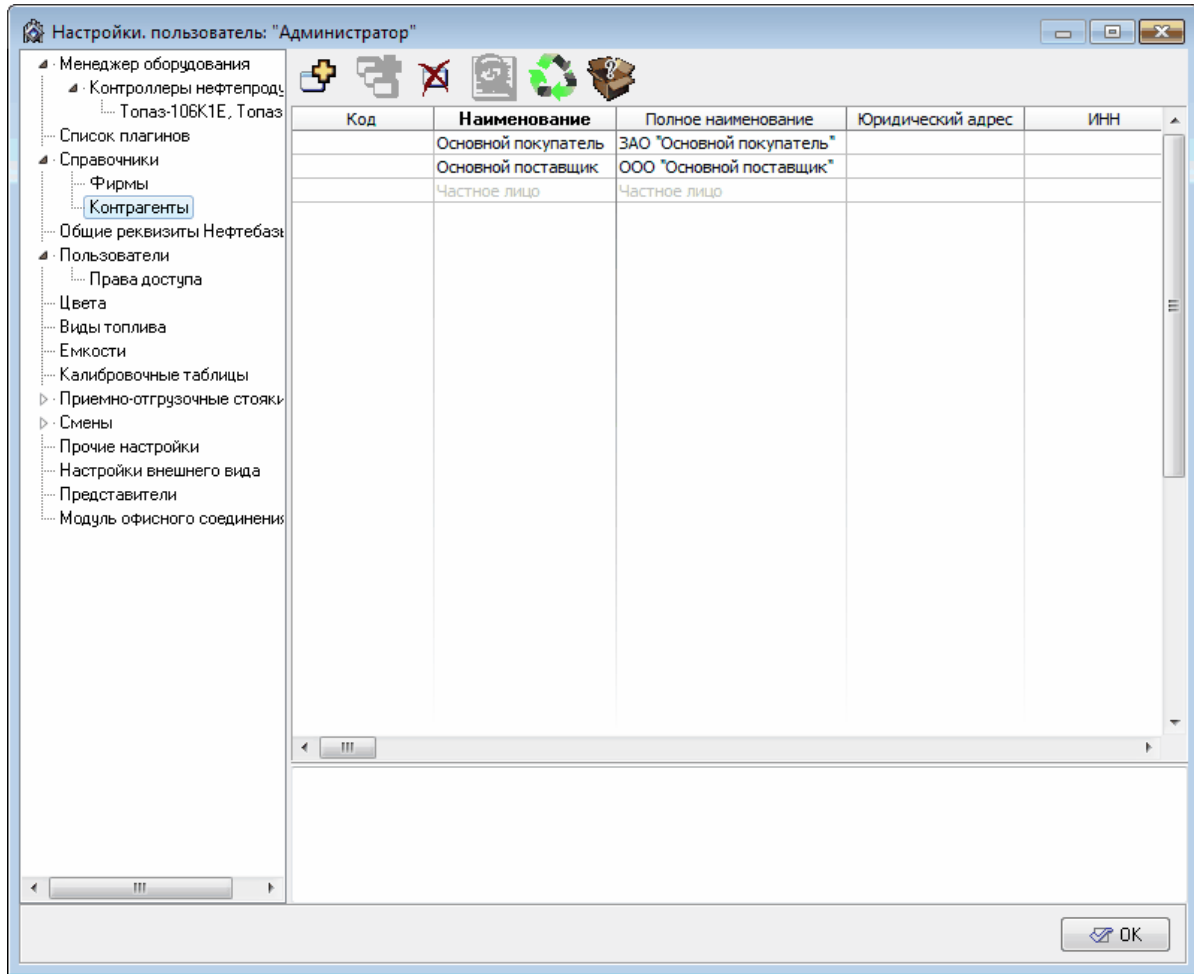 Настройки. пользователь: "Администратор"
Менеджер оборудования
Контроллеры нефтепроду
Топаз-106К1Е, Топаз
Список плагинов
Справочники
Фирмы
Контрагенты
Общие реквизиты Нефтебазы
Пользователи
Права доступа
Цвета
Виды топлива
Емкости
Калибровочные таблицы
Приемно-отгрузочные стояки
Смены
Прочие настройки
Настройки внешнего вида
Представители
Модуль офисного соединения
Код Наименование Полное наименование Юридический адрес ИНН
Основной покупатель ЗАО "Основной покупатель"
Основной поставщик ООО "Основной поставщик"
Частное лицо Частное лицо
OK